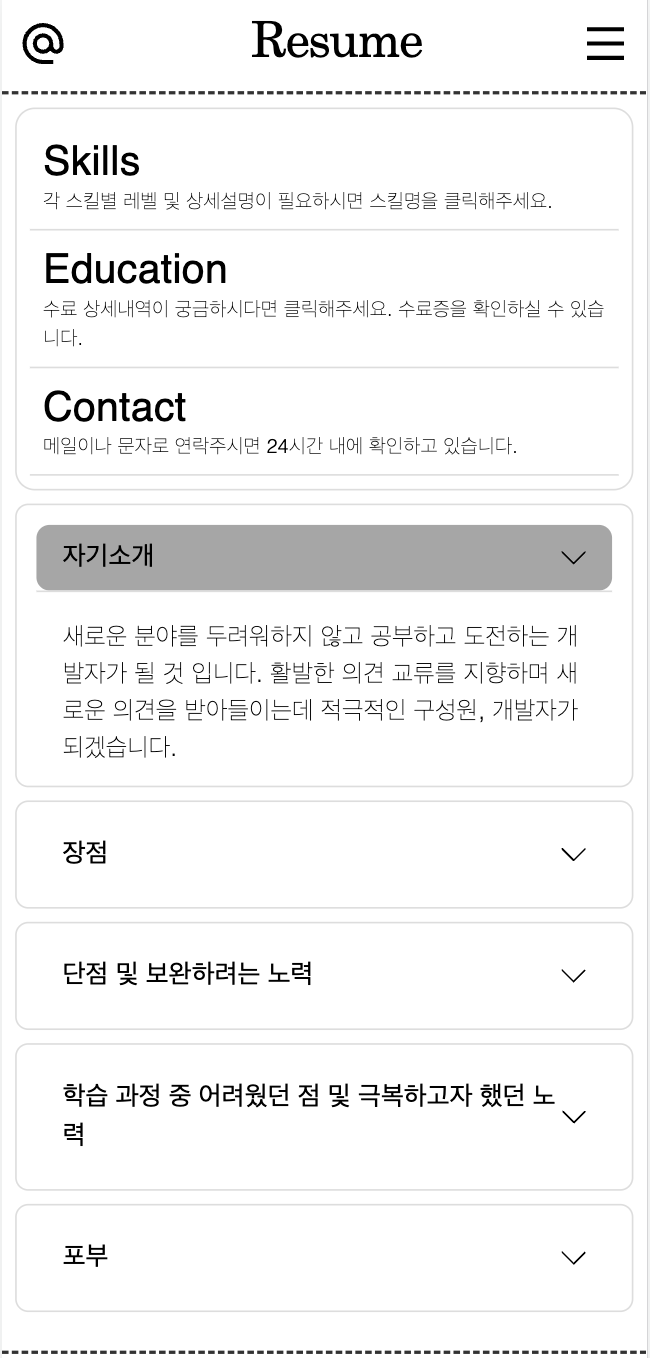 @ Resume
Skills
각 스킬별 레벨 및 상세설명이 필요하시면 스킬명을 클릭해주세요.
Education
수료 상세내역이 궁금하시다면 클릭해주세요. 수료증을 확인하실 수 있습
니다.
Contact
메일이나 문자로 연락주시면 24시간 내에 확인하고 있습니다.
자기소개
새로운 분야를 두려워하지 않고 공부하고 도전하는 개
발자가 될 것 입니다. 활발한 의견 교류를 지향하며 새
로운 의견을 받아들이는데 적극적인 구성원, 개발자가
되겠습니다.
장점
단점 및 보완하려는 노력
학습 과정 중 어려웠던 점 및 극복하고자 했던 노
력
포부